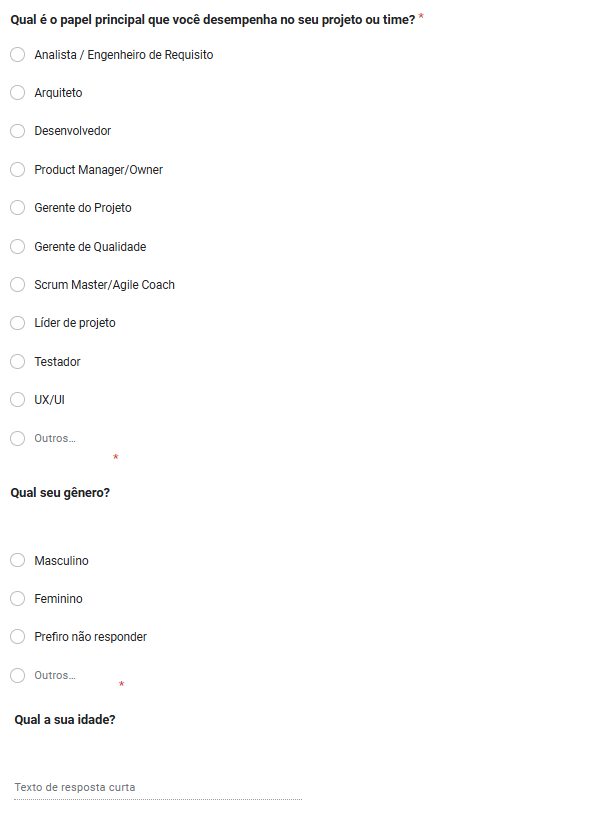 Qual é o papel principal que você desempenha no seu projeto ou time? *
Analista / Engenheiro de Requisito
Arquiteto
Desenvolvedor
Product Manager/Owner
Gerente do Projeto
Gerente de Qualidade
Scrum Master/Agile Coach
Líder de projeto
Testador
UX/UI
Outros...
*
Qual seu gênero?
Masculino
Feminino
Prefiro não responder
Outros...
*
Qual a sua idade?
Texto de resposta curta